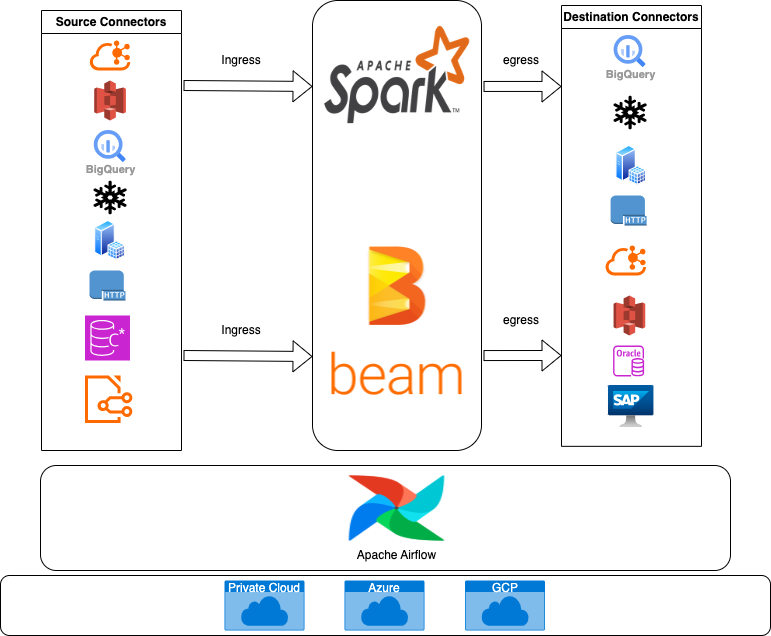 Source Connectors
BigQuery
HTTP
C*
Ingress
Ingress
APACHE
Spark™
beam
egress
egress
Destination Connectors
BigQuery
HTTP
Oracle
SAP
Apache Airflow
Private Cloud
Azure
GCP